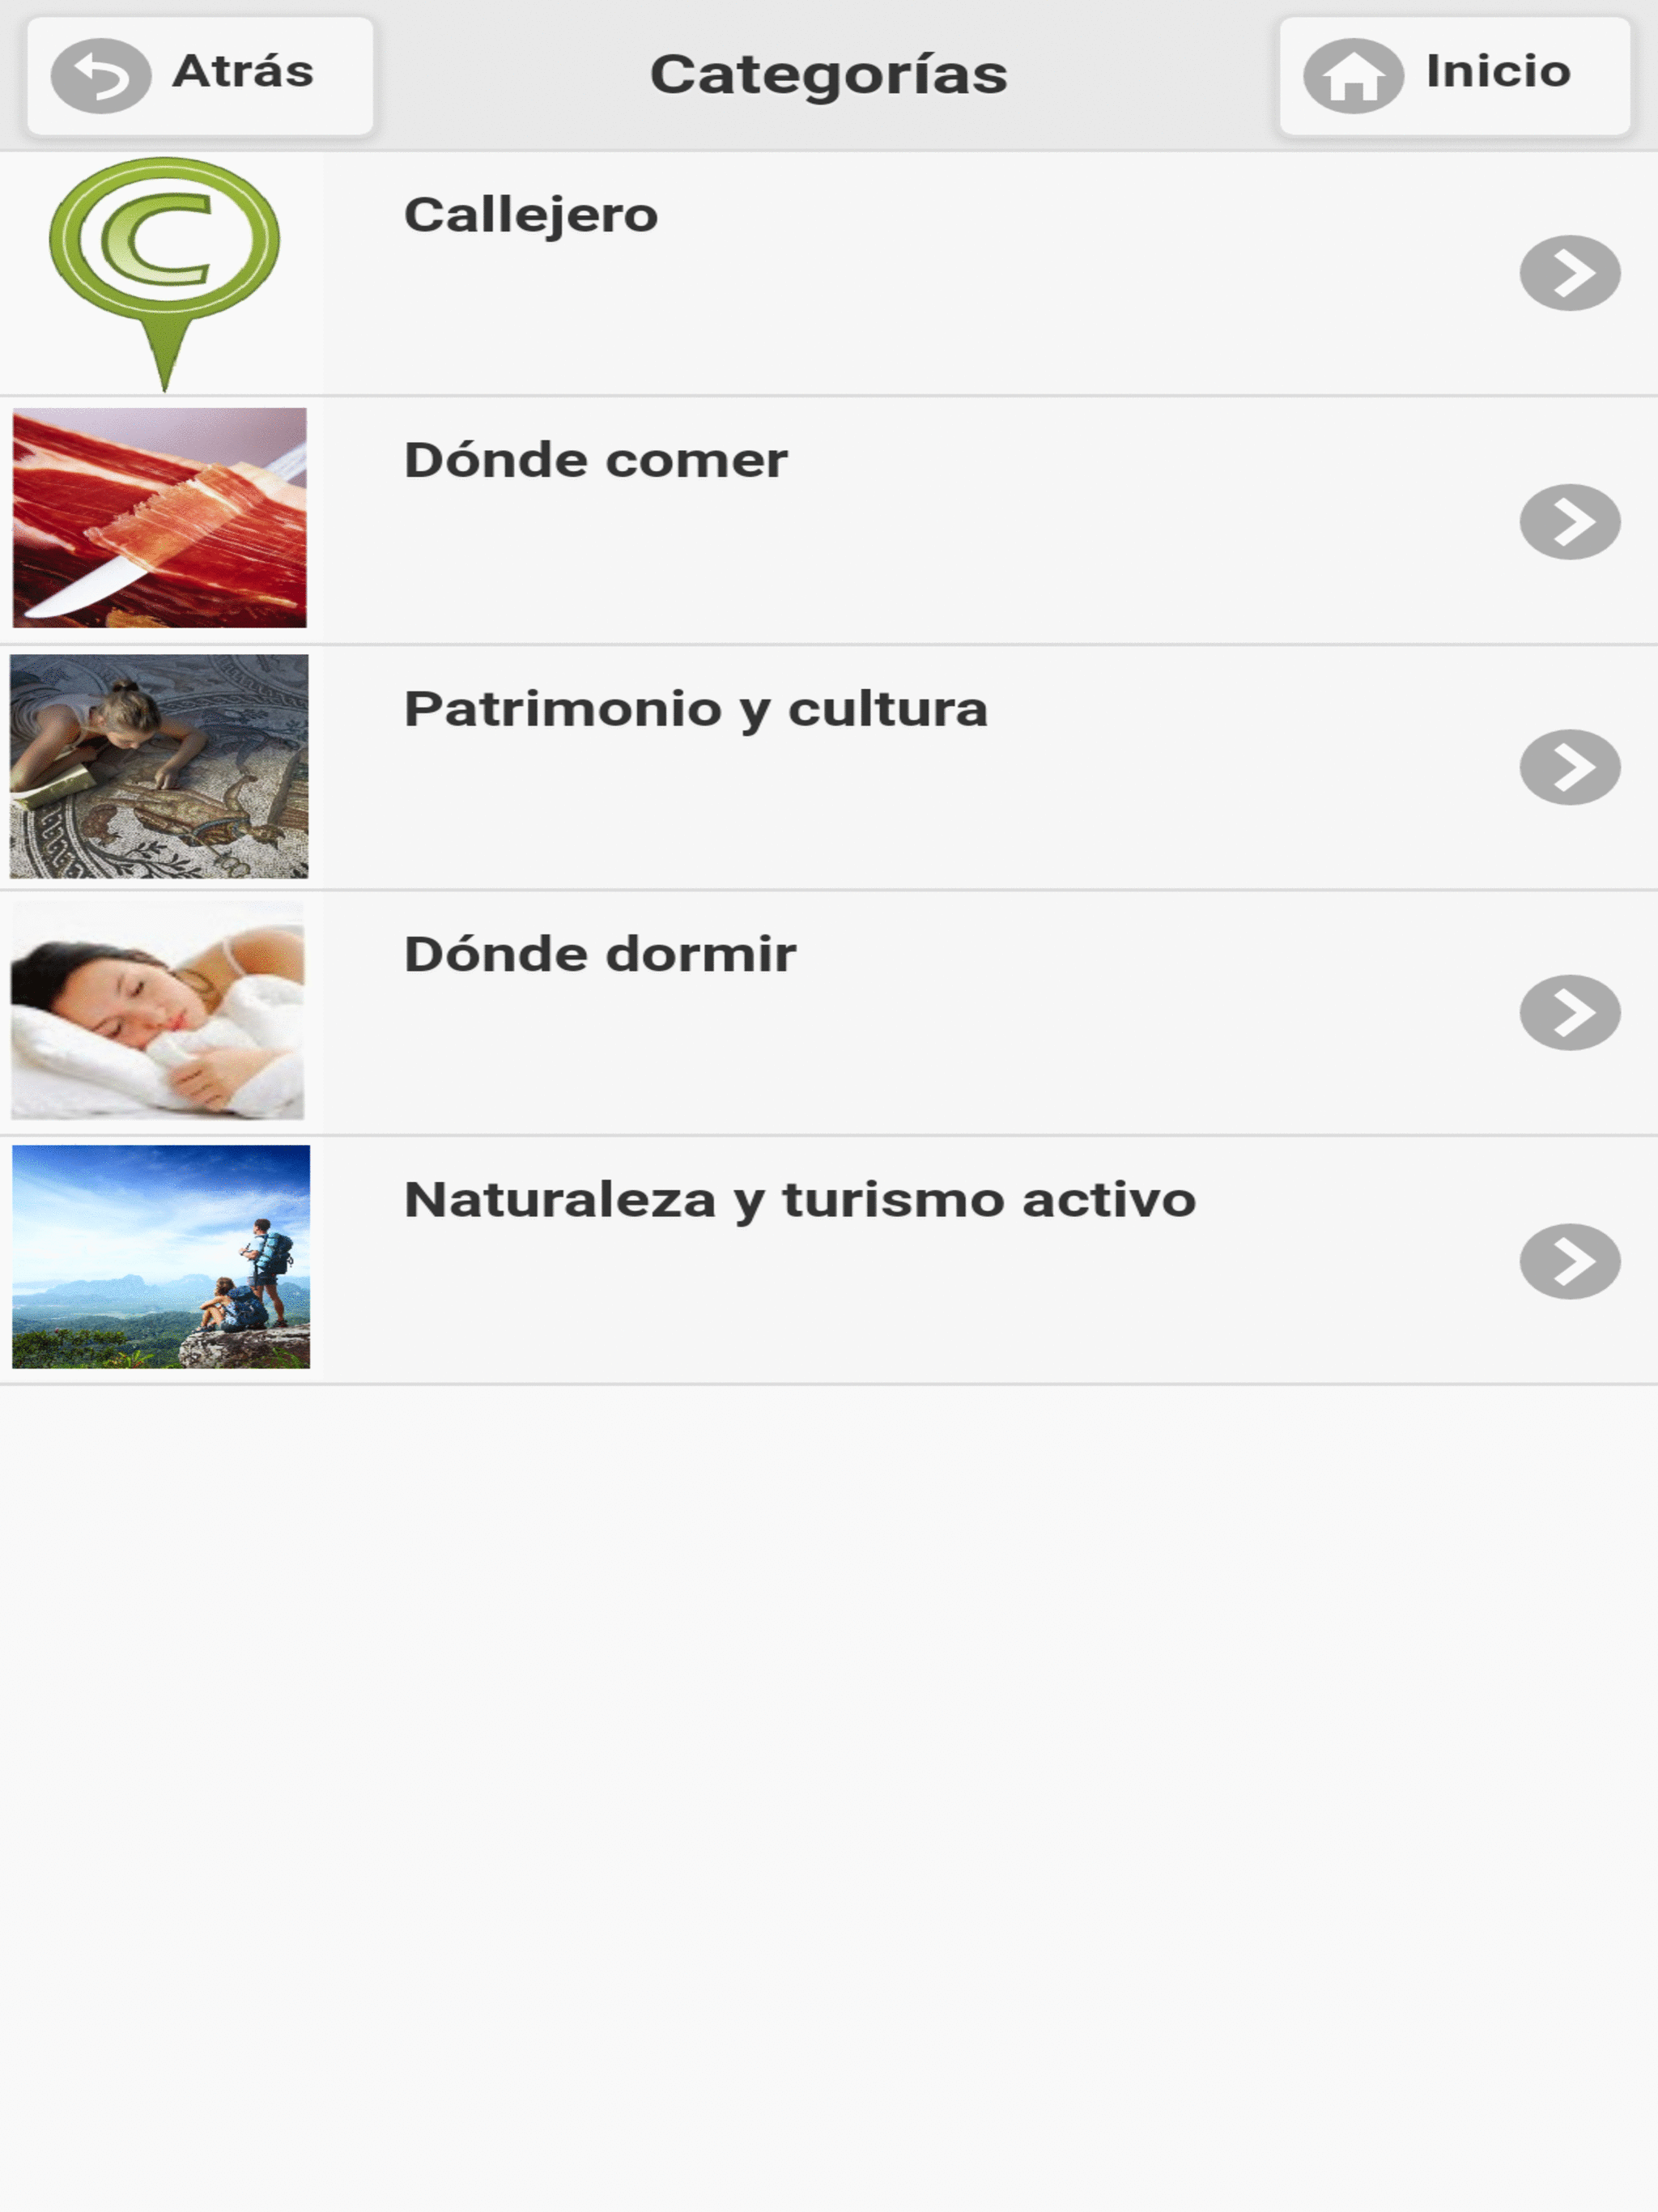 Atrás
Categorías
Inicio
C
Callejero
Dónde comer
Patrimonio y cultura
Dónde dormir
Naturaleza y turismo activo